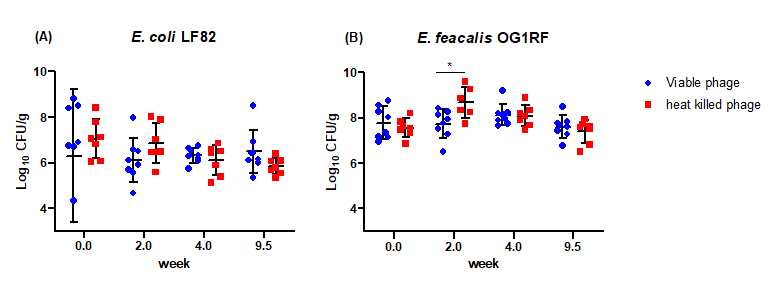 (A) E. coli LF82
Log10 CFU/g
10
8
6
4
0.0 2.0 4.0 9.5
week
(B) E. feacalis OG1RF
Log10 CFU/g
10
8
6
4
*
0.0 2.0 4.0 9.5
week
Viable phage
heat killed phage